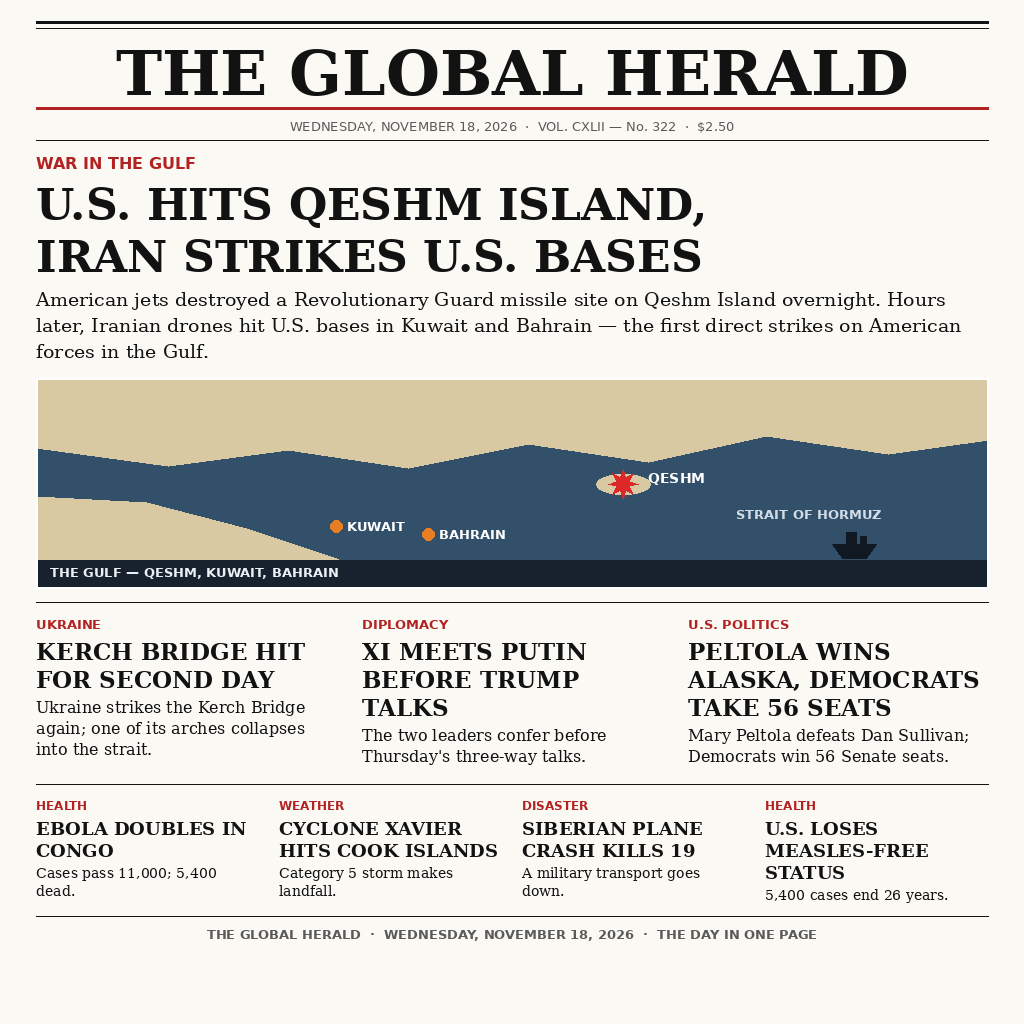 THE GLOBAL HERALD
WEDNESDAY, NOVEMBER 18, 2026 · VOL. CXLII — No. 322 · $2.50
WAR IN THE GULF
U.S. HITS QESHM ISLAND,
IRAN STRIKES U.S. BASES
American jets destroyed a Revolutionary Guard missile site on Qeshm Island overnight. Hours
later, Iranian drones hit U.S. bases in Kuwait and Bahrain — the first direct strikes on American
forces in the Gulf.
QESHM
STRAIT OF HORMUZ
KUWAIT
BAHRAIN
THE GULF — QESHM, KUWAIT, BAHRAIN
UKRAINE
KERCH BRIDGE HIT
FOR SECOND DAY
Ukraine strikes the Kerch Bridge
again; one of its arches collapses
into the strait.
DIPLOMACY
XI MEETS PUTIN
BEFORE TRUMP
TALKS
The two leaders confer before
Thursday's three-way talks.
U.S. POLITICS
PELTOLA WINS
ALASKA, DEMOCRATS
TAKE 56 SEATS
Mary Peltola defeats Dan Sullivan;
Democrats win 56 Senate seats.
HEALTH
EBOLA DOUBLES IN
CONGO
Cases pass 11,000; 5,400
dead.
WEATHER
CYCLONE XAVIER
HITS COOK ISLANDS
Category 5 storm makes
landfall.
DISASTER
SIBERIAN PLANE
CRASH KILLS 19
A military transport goes
down.
HEALTH
U.S. LOSES
MEASLES-FREE
STATUS
5,400 cases end 26 years.
THE GLOBAL HERALD · WEDNESDAY, NOVEMBER 18, 2026 · THE DAY IN ONE PAGE